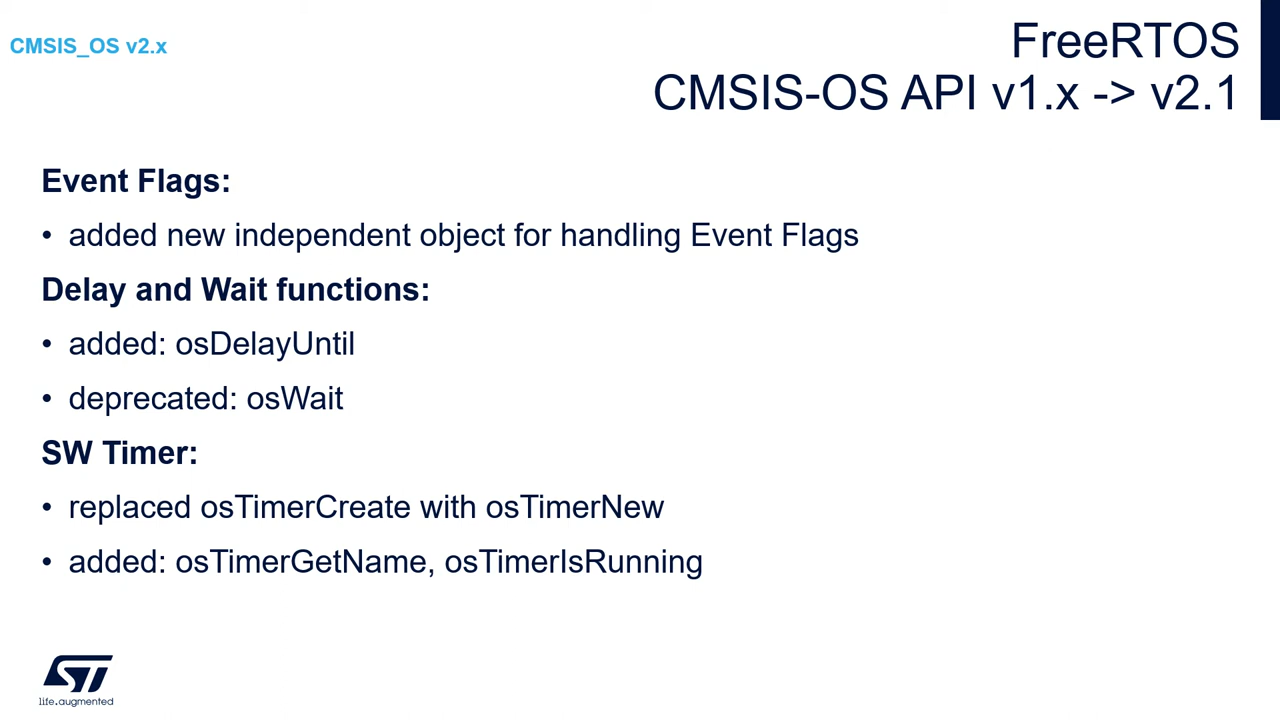 CMSIS_OS v2.x
FreeRTOS
CMSIS-OS API v1.x -> v2.1
Event Flags:
• added new independent object for handling Event Flags
Delay and Wait functions:
• added: osDelayUntil
• deprecated: osWait
SW Timer:
• replaced osTimerCreate with osTimerNew
• added: osTimerGetName, osTimerIsRunning
ST
life.augmented